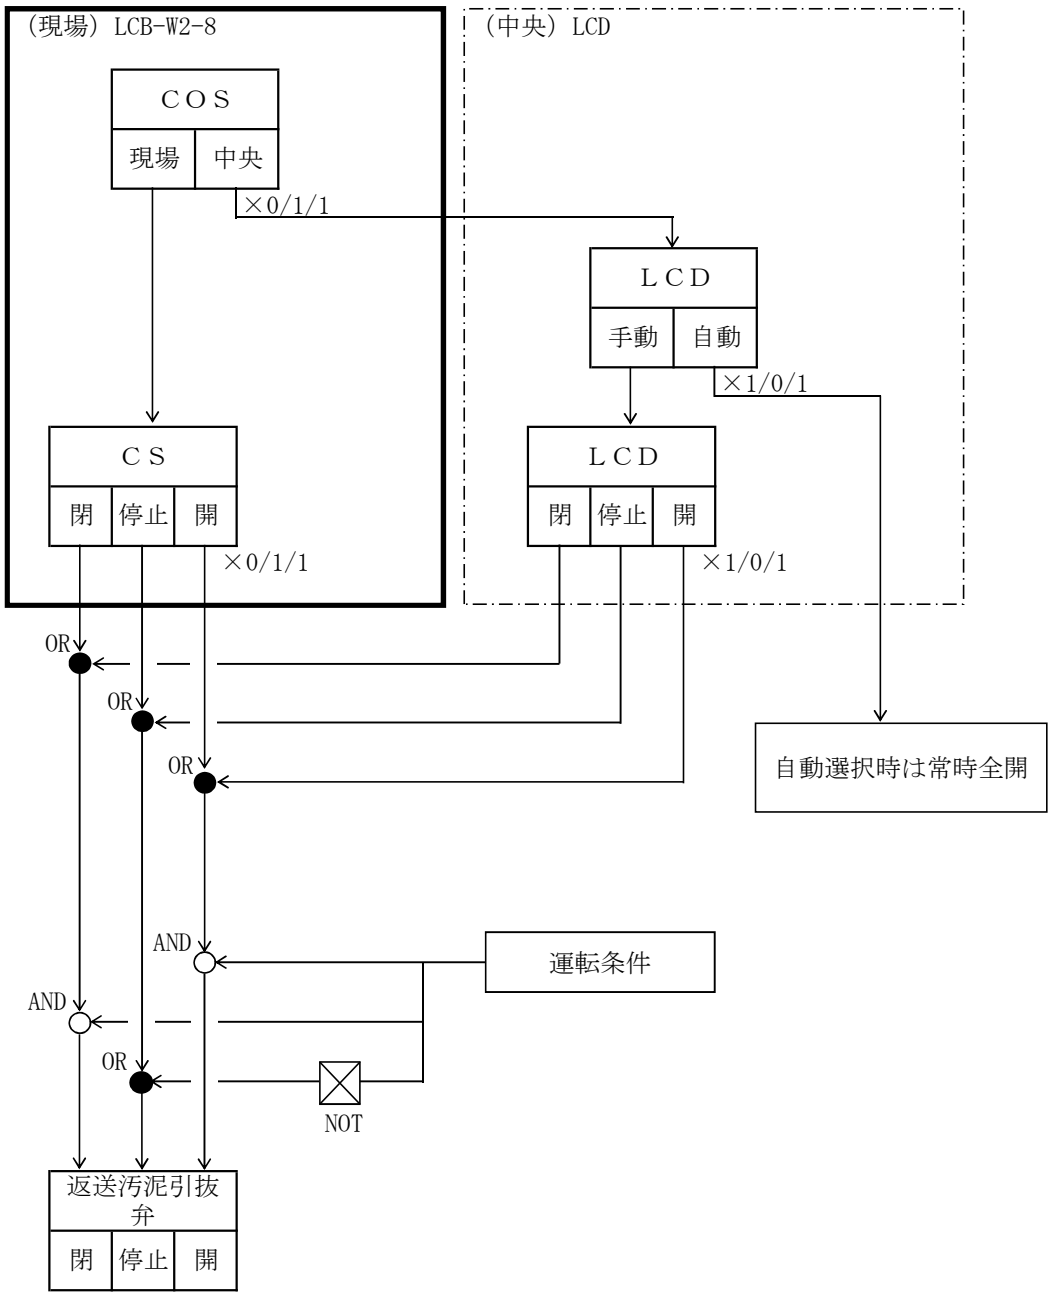 （現場）LCB-W2-8
（中央）LCD
ＣＯＳ
現場 中央
×0/1/1
ＬＣＤ
手動 自動
×1/0/1
ＣＳ
閉 停止 開
×0/1/1
ＬＣＤ
閉 停止 開
×1/0/1
OR
OR
OR
自動選択時は常時全開
AND
運転条件
AND
OR
NOT
返送汚泥引抜
弁
閉 停止 開